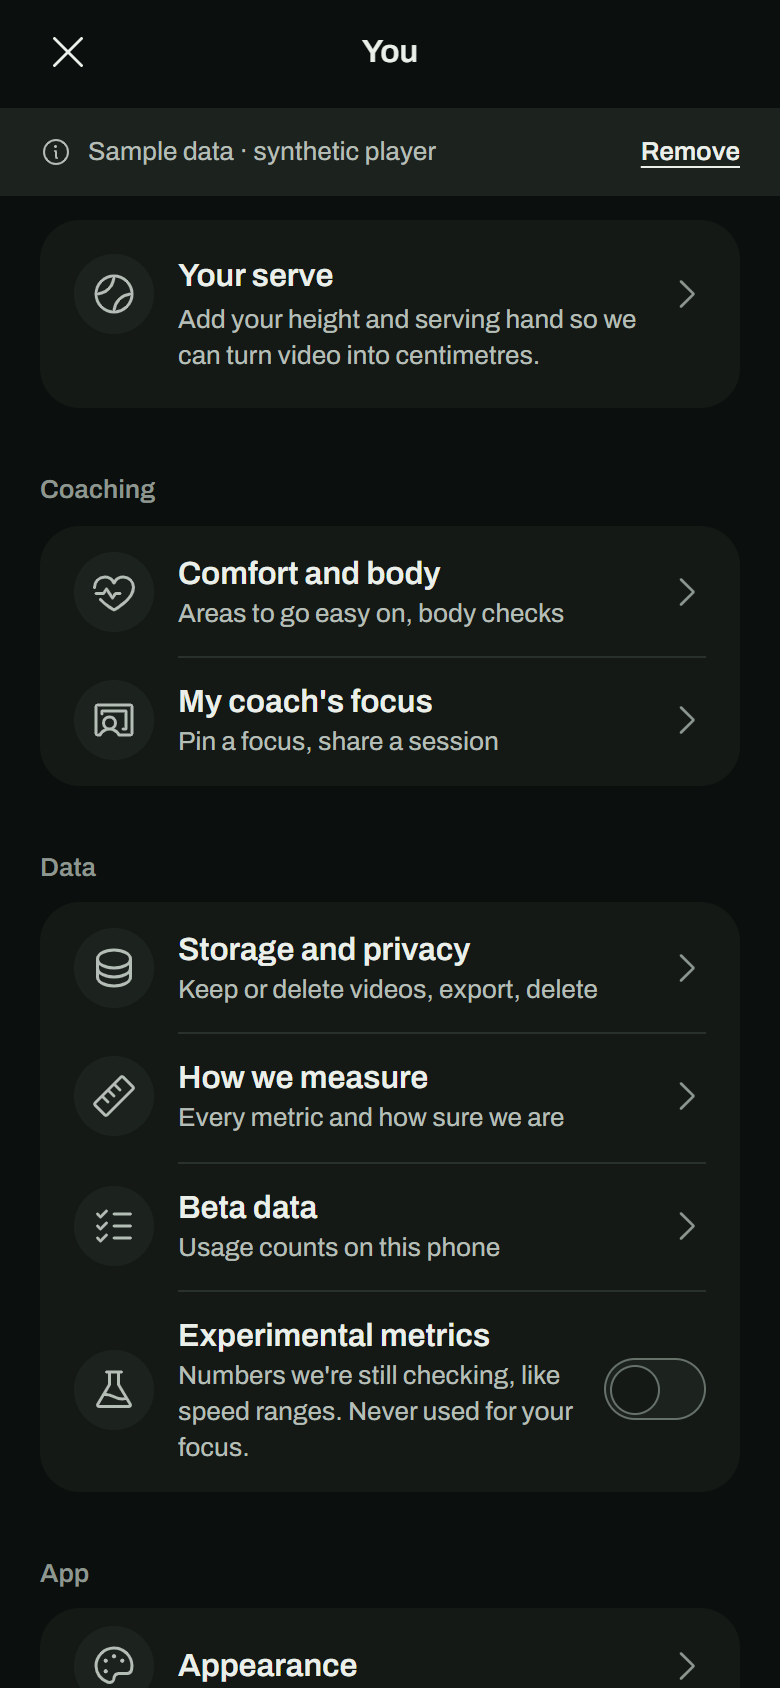 You
Sample data · synthetic player
Remove
Your serve
Add your height and serving hand so we
can turn video into centimetres.
Coaching
Comfort and body
Areas to go easy on, body checks
My coach's focus
Pin a focus, share a session
Data
Storage and privacy
Keep or delete videos, export, delete
How we measure
Every metric and how sure we are
Beta data
Usage counts on this phone
Experimental metrics
Numbers we're still checking, like
speed ranges. Never used for your
focus.
App
Appearance